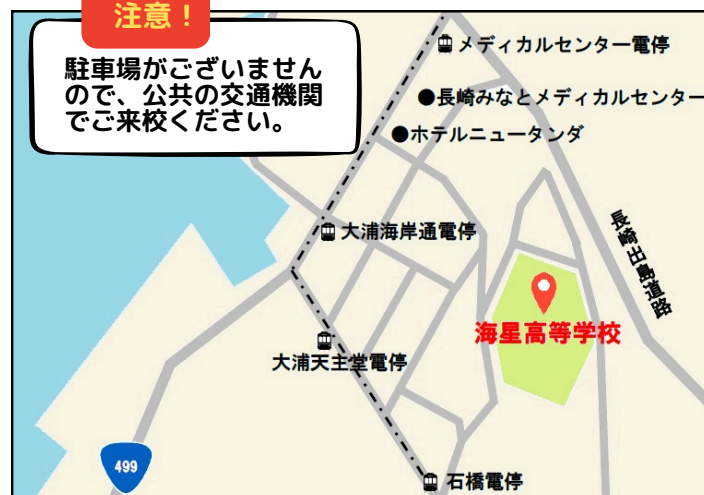 注意！
駐車場がございません
ので、公共の交通機関
でご来校ください。
メディカルセンター電停
●長崎みなとメディカルセンター
●ホテルニュータンダ
長崎出島道路
大浦海岸通電停
海星高等学校
大浦天主堂電停
499
石橋電停